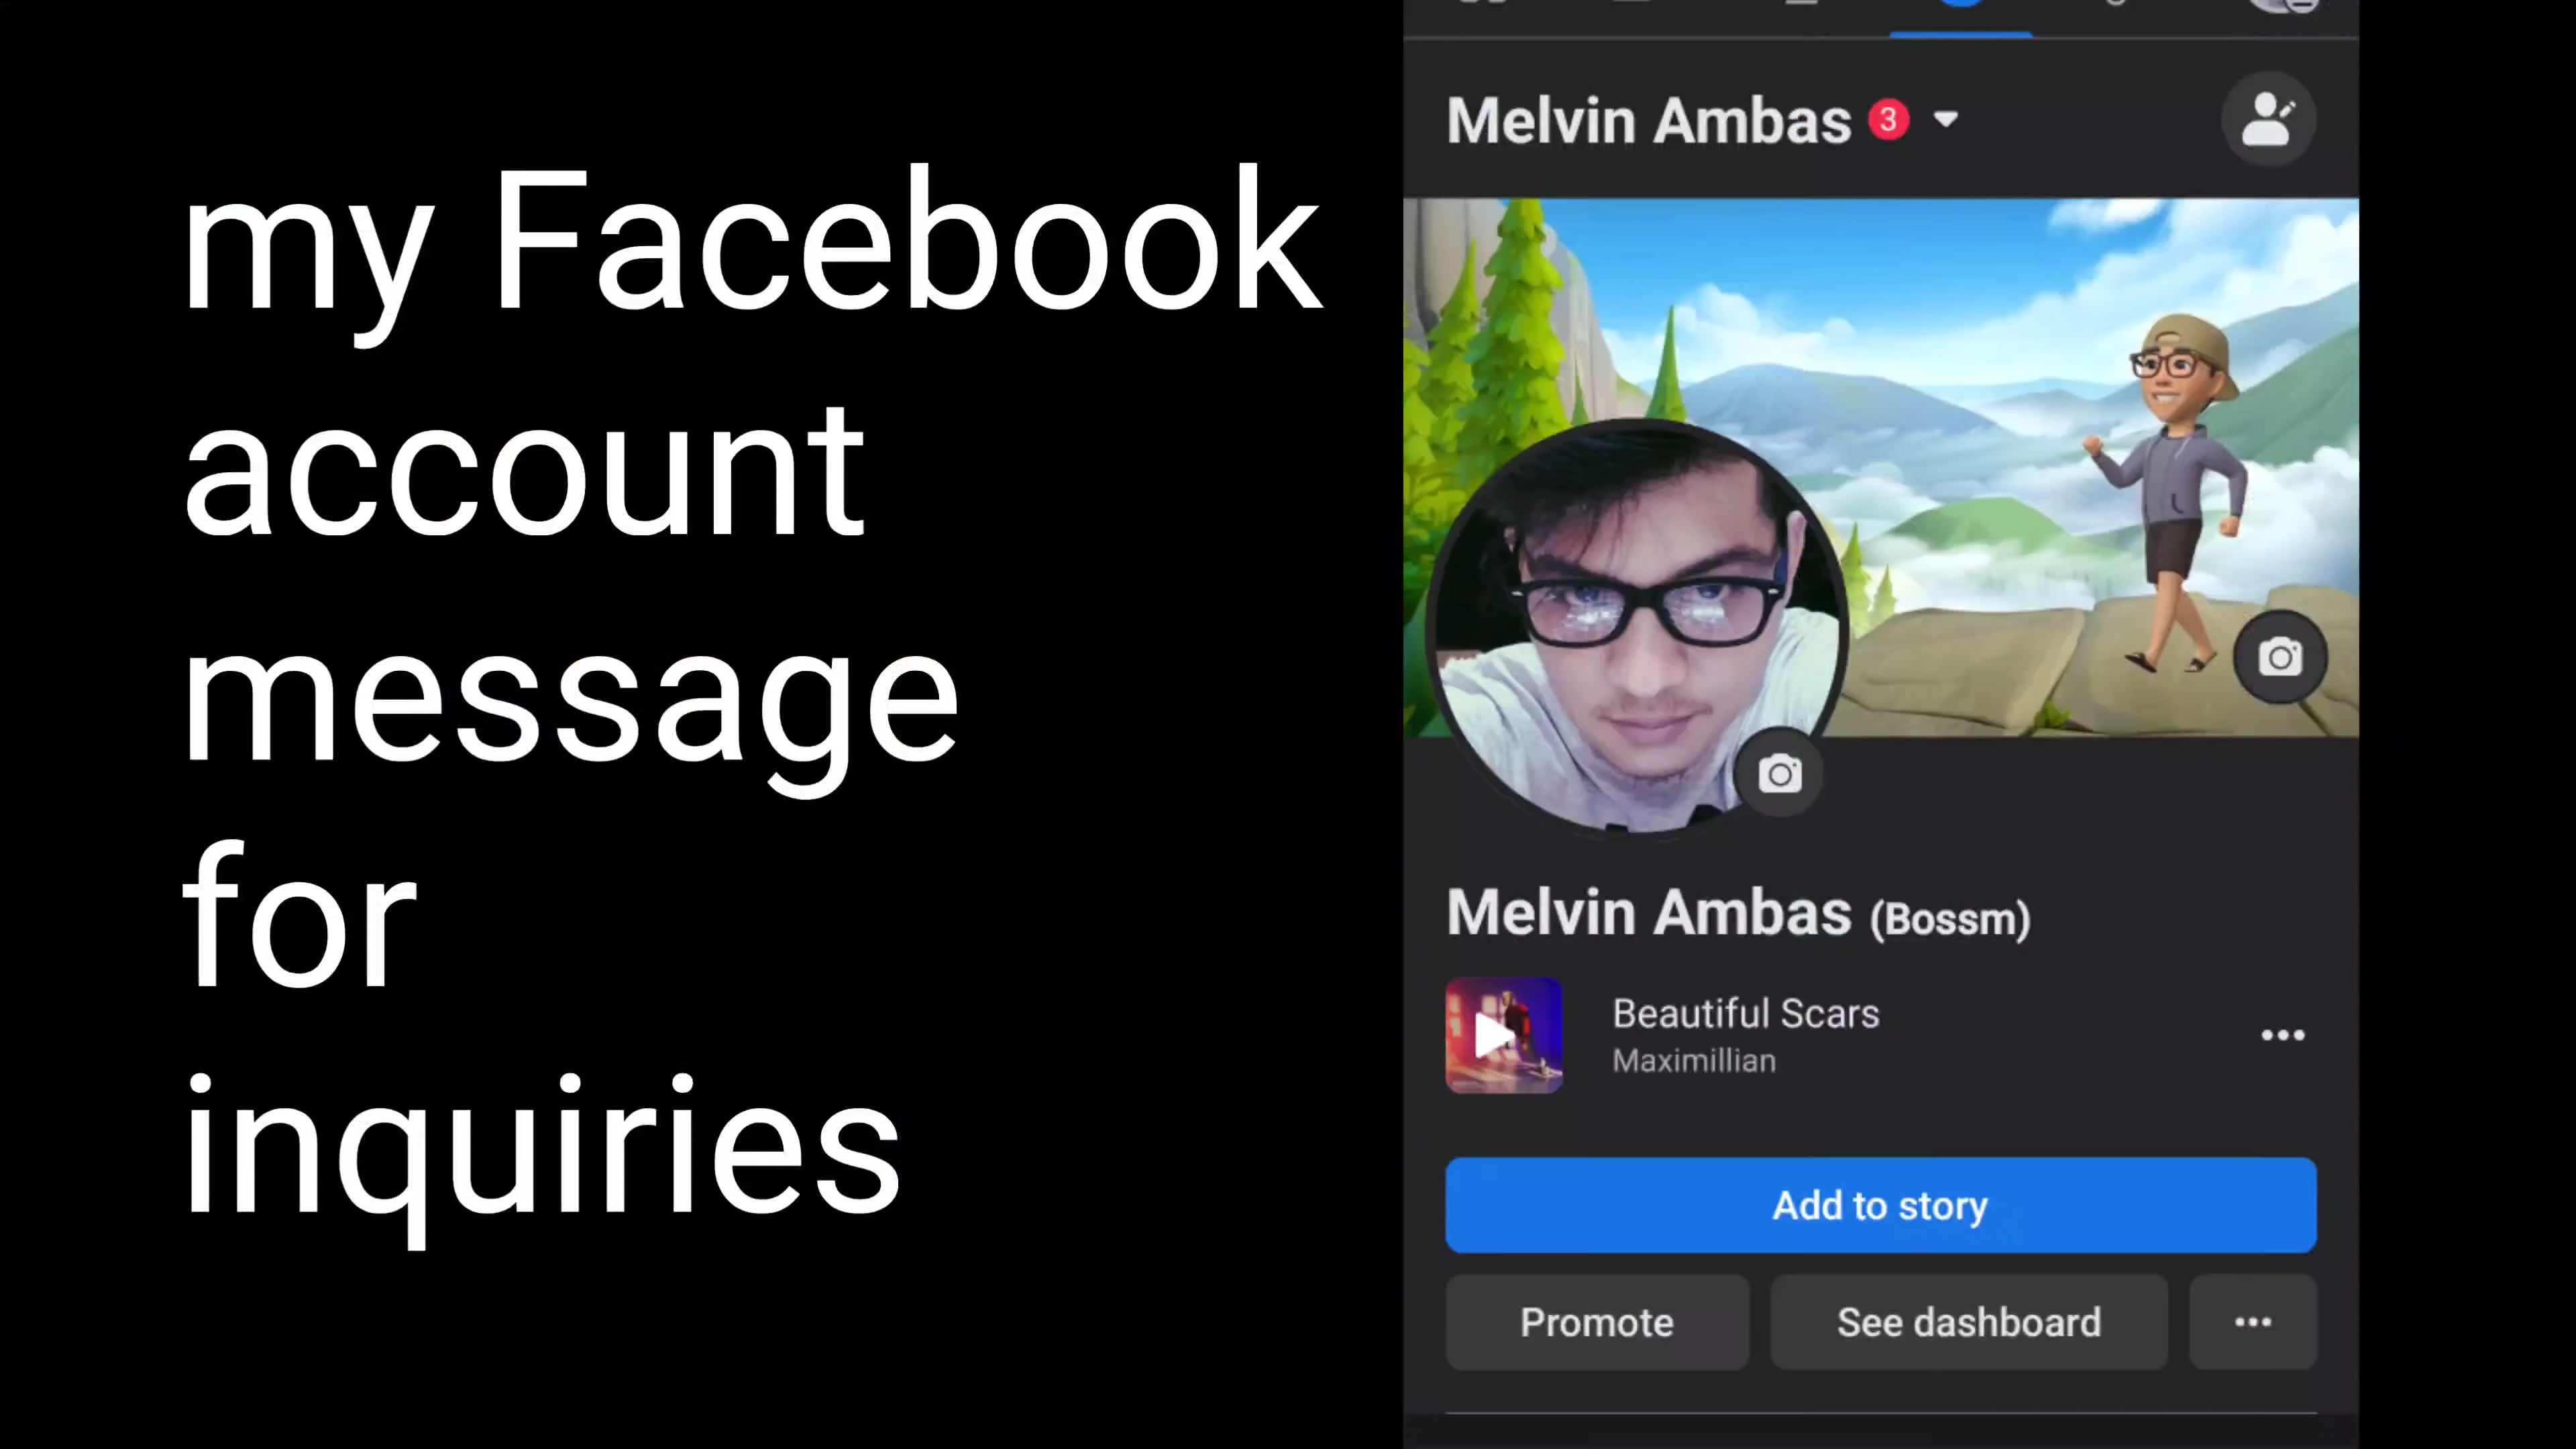 my Facebook
account
message
for
inquiries
Melvin Ambas 3
Melvin Ambas (Bossm)
Beautiful Scars
Maximillian
Add to story
Promote
See dashboard